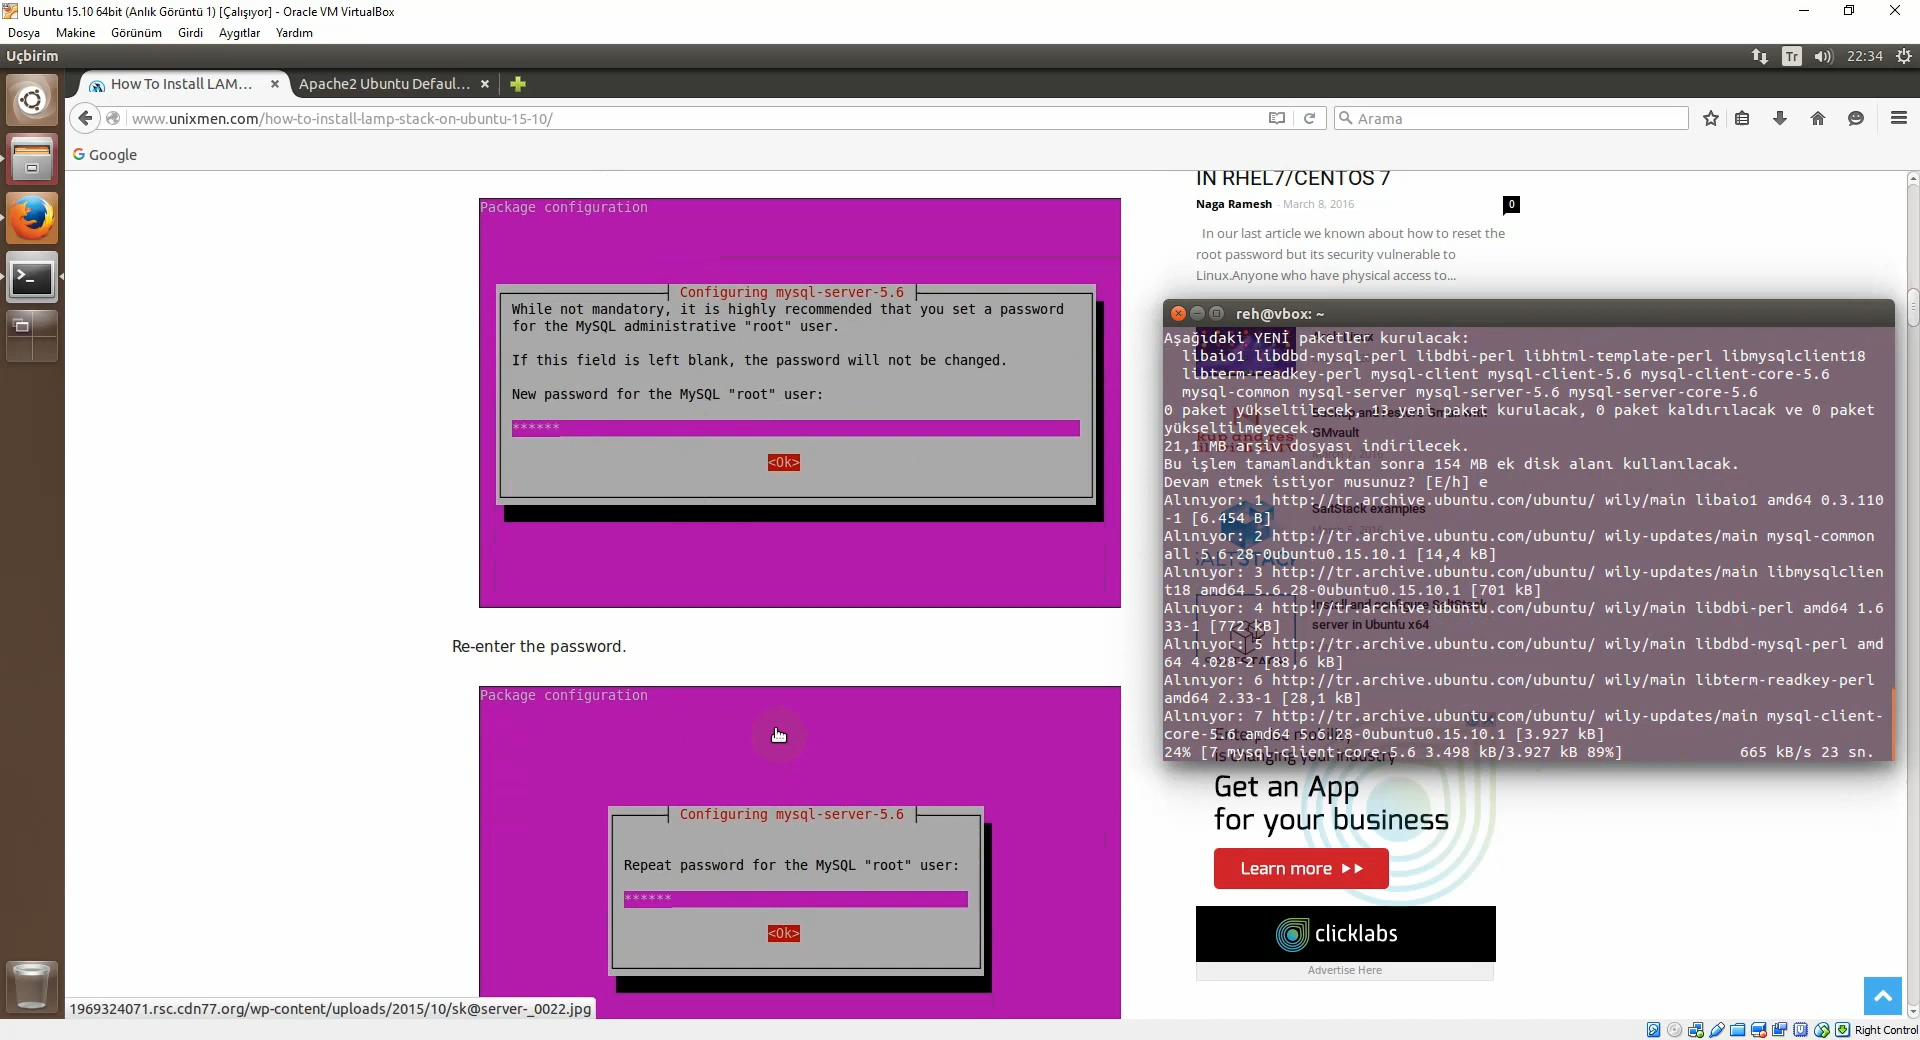 Ubuntu 15.10 64bit (Anlık Görüntü 1) [Çalışıyor] - Oracle VM VirtualBox
Dosya Makine Görünüm Girdi Aygıtlar Yardım
Uçbirim
Tr
22:34
How To Install LAM...
Apache2 Ubuntu Defaul...
www.unixmen.com/how-to-install-lamp-stack-on-ubuntu-15-10/
Arama
Google
Package configuration
Configuring mysql-server-5.6
While not mandatory, it is highly recommended that you set a password
for the MySQL administrative "root" user.
If this field is left blank, the password will not be changed.
New password for the MySQL "root" user:
******
<Ok>
Re-enter the password.
Package configuration
Configuring mysql-server-5.6
Repeat password for the MySQL "root" user:
******
<Ok>
1969324071.rsc.cdn77.org/wp-content/uploads/2015/10/sk@server-_0022.jpg
IN RHEL7/CENTOS 7
Naga Ramesh - March 8, 2016
0
In our last article we known about how to reset the
root password but its security vulnerable to
Linux.Anyone who have physical access to...
reh@vbox: ~
Aşağıdaki YENİ paketler kurulacak:
libaio1 libdbd-mysql-perl libdbi-perl libhtml-template-perl libmysqlclient18
libterm-readkey-perl mysql-client mysql-client-5.6 mysql-client-core-5.6
mysql-common mysql-server mysql-server-5.6 mysql-server-core-5.6
0 paket yükseltilecek, 13 yeni paket kurulacak, 0 paket kaldırılacak ve 0 paket
yükseltilmeyecek.
21,1 MB arşiv dosyası indirilecek.
Bu işlem tamamlandıktan sonra 154 MB ek disk alanı kullanılacak.
Devam etmek istiyor musunuz? [E/h] e
Alınıyor: 1 http://tr.archive.ubuntu.com/ubuntu/ wily/main libaio1 amd64 0.3.110
-1 [6.454 B]
Alınıyor: 2 http://tr.archive.ubuntu.com/ubuntu/ wily-updates/main mysql-common
all 5.6.28-0ubuntu0.15.10.1 [14,4 kB]
Alınıyor: 3 http://tr.archive.ubuntu.com/ubuntu/ wily-updates/main libmysqlclien
t18 amd64 5.6.28-0ubuntu0.15.10.1 [701 kB]
Alınıyor: 4 http://tr.archive.ubuntu.com/ubuntu/ wily/main libdbi-perl amd64 1.6
33-1 [772 kB]
Alınıyor: 5 http://tr.archive.ubuntu.com/ubuntu/ wily/main libdbd-mysql-perl amd
64 4.028-2 [88,6 kB]
Alınıyor: 6 http://tr.archive.ubuntu.com/ubuntu/ wily/main libterm-readkey-perl
amd64 2.33-1 [28,1 kB]
Alınıyor: 7 http://tr.archive.ubuntu.com/ubuntu/ wily-updates/main mysql-client-
core-5.6 amd64 5.6.28-0ubuntu0.15.10.1 [3.927 kB]
24% [7 mysql-client-core-5.6 3.498 kB/3.927 kB 89%] 665 kB/s 23 sn.
GMvault
SaltStack examples
March 5, 2016
Install and configure SaltStack
server in Ubuntu x64
is changing your industry
Get an App
for your business
Learn more
clicklabs
Advertise Here
Right Control